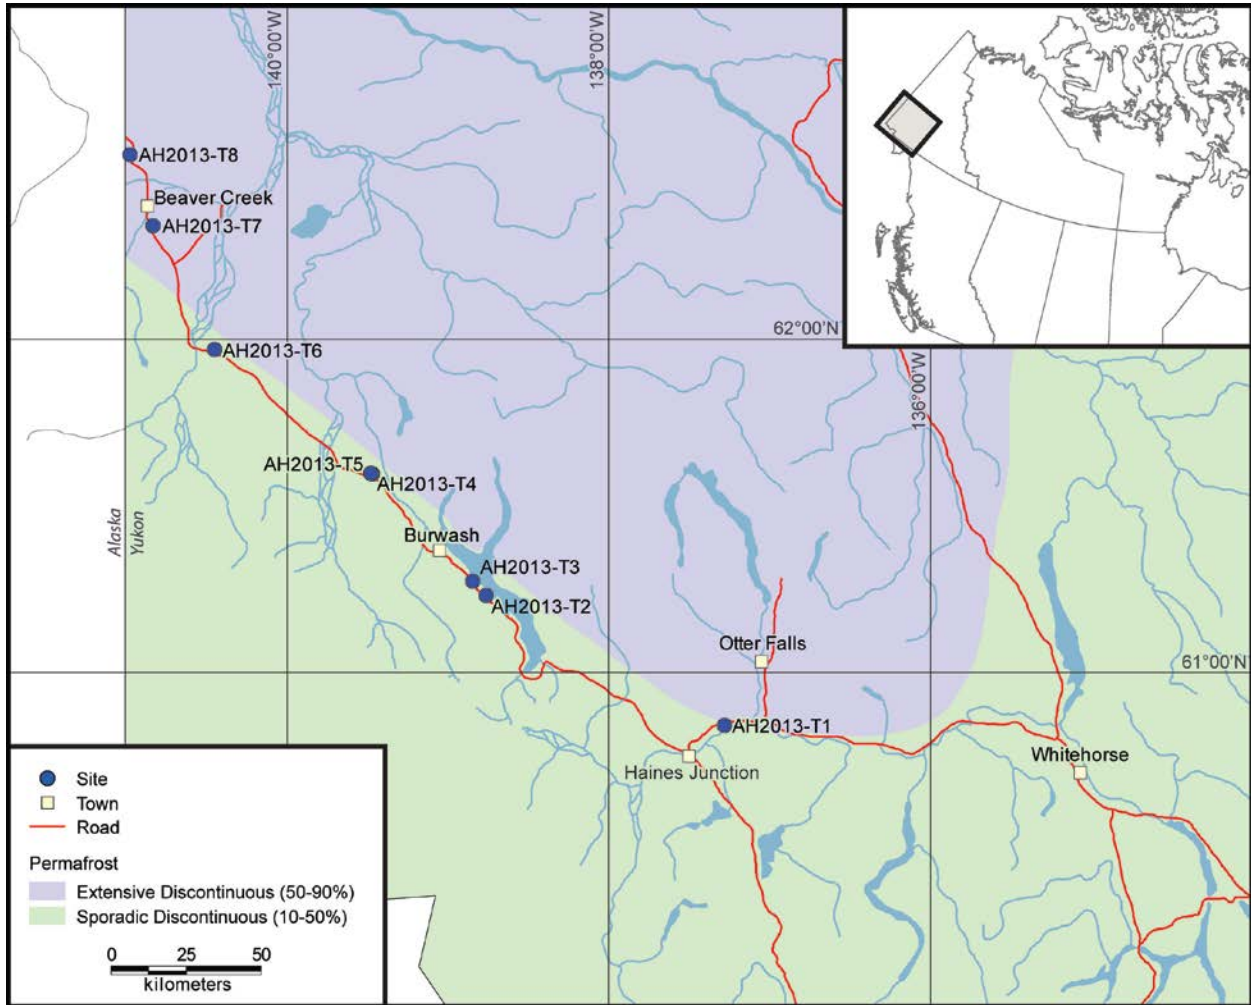 140°00'W
138°00'W
AH2013-T8
Beaver Creek
AH2013-T7
62°00'N
AH2013-T6
136°00'W
AH2013-T5
AH2013-T4
Alaska
Yukon
Burwash
AH2013-T3
AH2013-T2
Otter Falls
61°00'N
AH2013-T1
Whitehorse
Haines Junction
Site
Town
Road
Permafrost
Extensive Discontinuous (50-90%)
Sporadic Discontinuous (10-50%)
0 25 50
kilometers